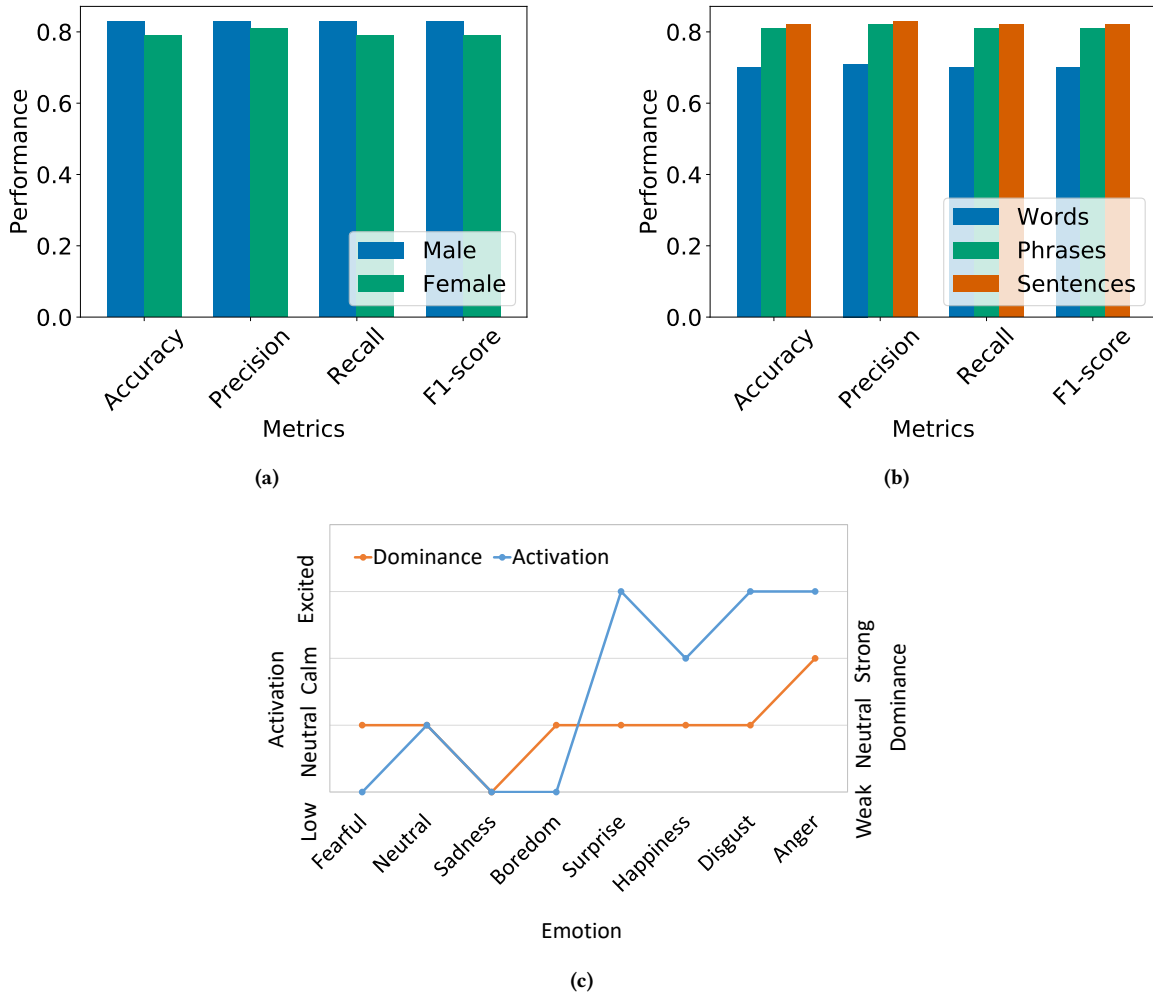 0.8
0.6
0.4
0.2
0.0
Performance
Male
Female
Accuracy
Precision
Recall
F1-score
Metrics
(a)
0.8
0.6
0.4
0.2
0.0
Performance
Words
Phrases
Sentences
Accuracy
Precision
Recall
F1-score
Metrics
(b)
Dominance
Activation
Activation
Excited
Calm
Neutral
Low
Strong
Neutral
Weak
Dominance
Fearful
Neutral
Sadness
Boredom
Surprise
Happiness
Disgust
Anger
Emotion
(c)